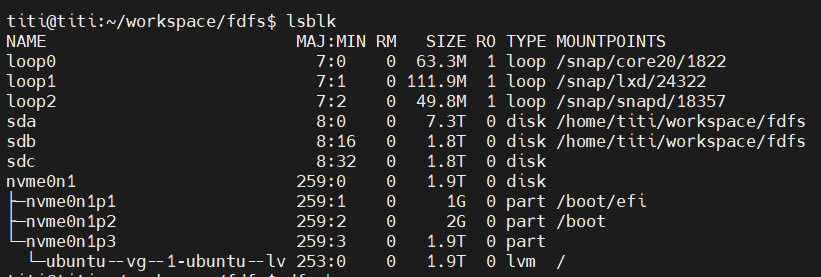 titi@titi:~/workspace/fdfs$ lsblk
NAME                      MAJ:MIN RM   SIZE RO TYPE MOUNTPOINTS
loop0                       7:0    0  63.3M  1 loop /snap/core20/1822
loop1                       7:1    0 111.9M  1 loop /snap/lxd/24322
loop2                       7:2    0  49.8M  1 loop /snap/snapd/18357
sda                         8:0    0   7.3T  0 disk /home/titi/workspace/fdfs
sdb                         8:16   0   1.8T  0 disk /home/titi/workspace/fdfs
sdc                         8:32   0   1.8T  0 disk
nvme0n1                   259:0    0   1.9T  0 disk
├─nvme0n1p1               259:1    0     1G  0 part /boot/efi
├─nvme0n1p2               259:2    0     2G  0 part /boot
└─nvme0n1p3               259:3    0   1.9T  0 part
  └─ubuntu--vg--1-ubuntu--lv 253:0    0   1.9T  0 lvm  /